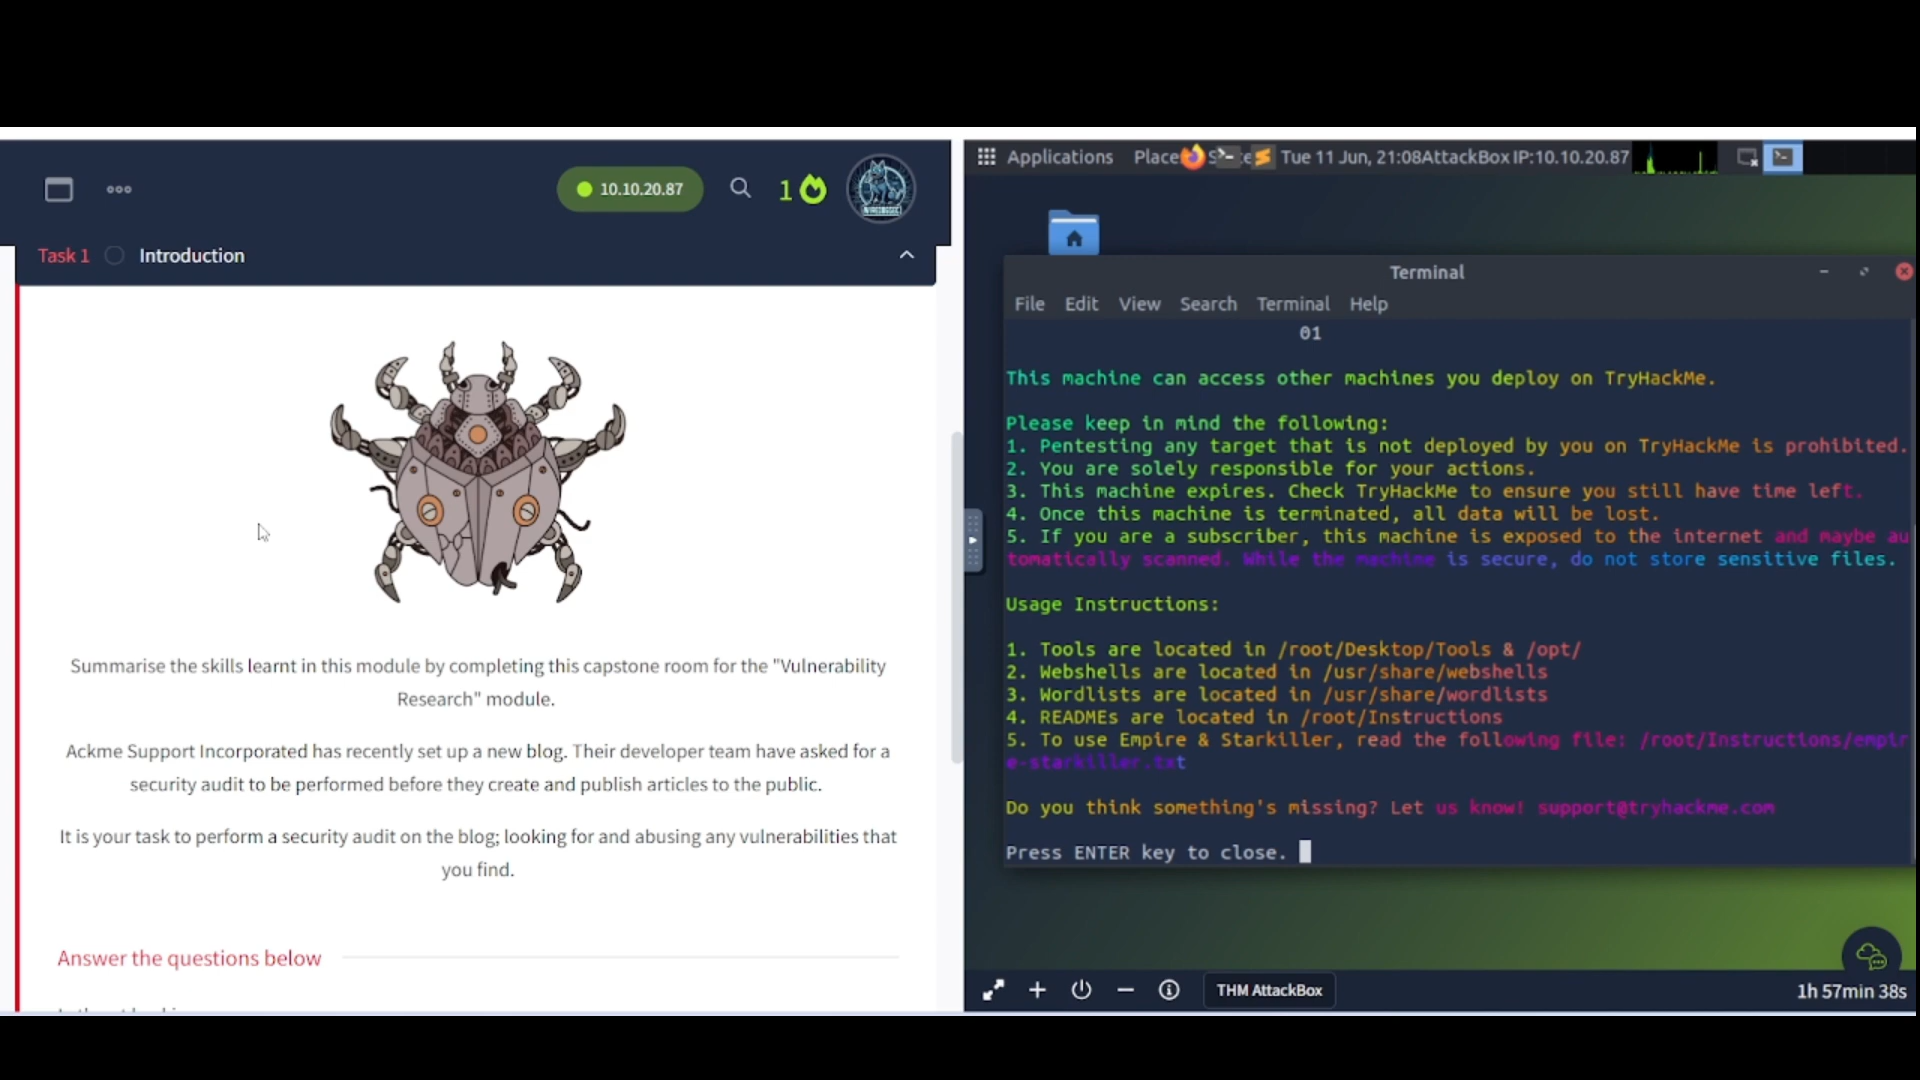 10.10.20.87
1
Task 1 Introduction
Summarise the skills learnt in this module by completing this capstone room for the "Vulnerability
Research" module.
Ackme Support Incorporated has recently set up a new blog. Their developer team have asked for a
security audit to be performed before they create and publish articles to the public.
It is your task to perform a security audit on the blog; looking for and abusing any vulnerabilities that
you find.
Answer the questions below
Applications Place Tue 11 Jun, 21:08 AttackBox IP:10.10.20.87
Terminal
File Edit View Search Terminal Help
01
This machine can access other machines you deploy on TryHackMe.
Please keep in mind the following:
1. Pentesting any target that is not deployed by you on TryHackMe is prohibited.
2. You are solely responsible for your actions.
3. This machine expires. Check TryHackMe to ensure you still have time left.
4. Once this machine is terminated, all data will be lost.
5. If you are a subscriber, this machine is exposed to the internet and maybe au
tomatically scanned. While the machine is secure, do not store sensitive files.
Usage Instructions:
1. Tools are located in /root/Desktop/Tools & /opt/
2. Webshells are located in /usr/share/webshells
3. Wordlists are located in /usr/share/wordlists
4. READMEs are located in /root/Instructions
5. To use Empire & Starkiller, read the following file: /root/Instructions/empir
e-starkiller.txt
Do you think something's missing? Let us know! support@tryhackme.com
Press ENTER key to close.
THM AttackBox
1h 57min 38s